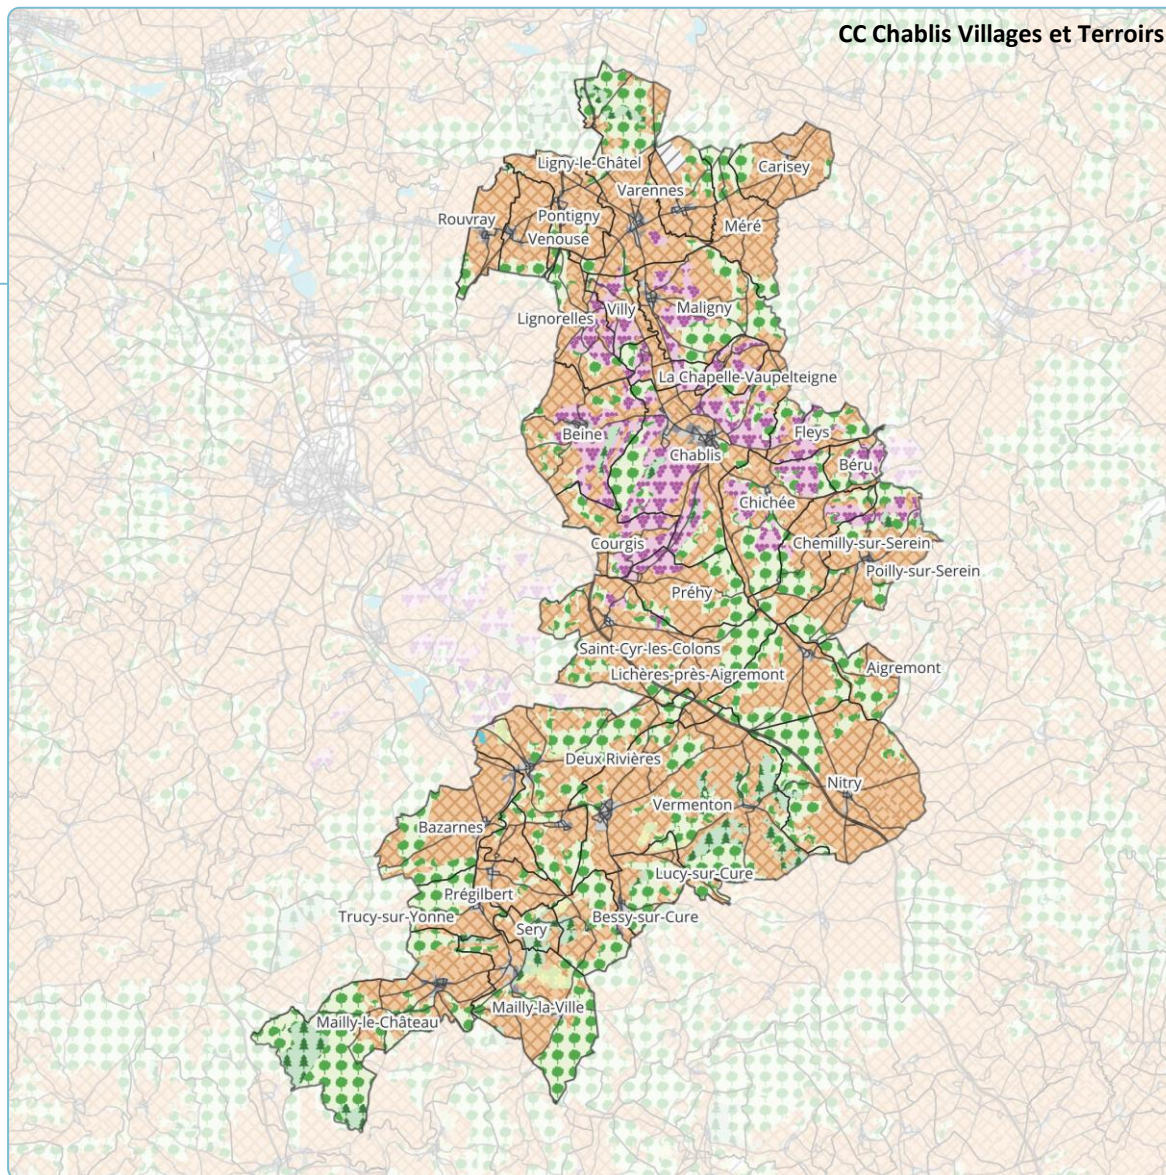 CC Chablis Villages et Terroirs
Ligny-le-Châtel
Carisey
Varennes
Rouvray
Pontigny
Méré
Venouse
Villy
Maligny
Lignorelles
La Chapelle-Vaupelteigne
Beine
Fleys
Chablis
Béru
Chichée
Courgis
Chemilly-sur-Serein
Poilly-sur-Serein
Préhy
Saint-Cyr-les-Colons
Aigremont
Lichères-près-Aigremont
Deux Rivières
Nitry
Vermenton
Bazarnes
Lucy-sur-Cure
Prégilbert
Trucy-sur-Yonne
Bessy-sur-Cure
Sery
Mailly-la-Ville
Mailly-le-Château